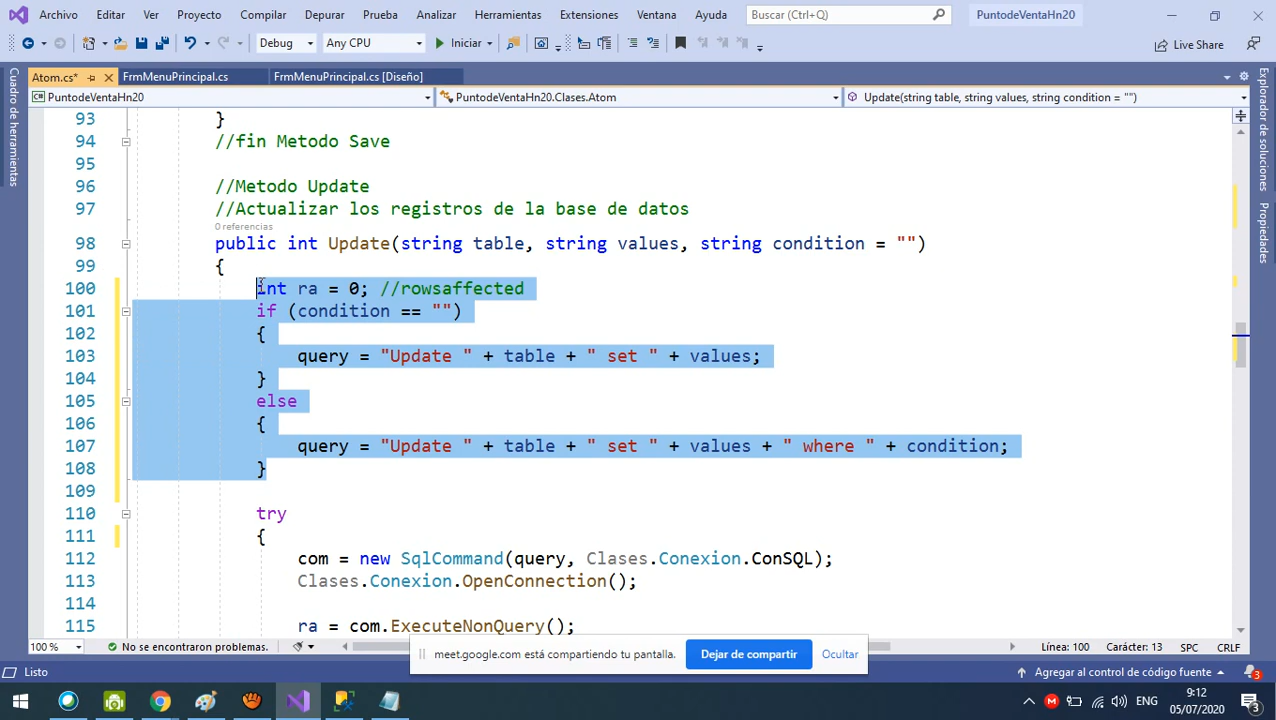 Archivo Editar Ver Proyecto Compilar Depurar Prueba Analizar Herramientas Extensiones Ventana Ayuda Buscar (Ctrl+Q) PuntodeVentaHn20
Debug Any CPU Iniciar Live Share
Atom.cs* FrmMenuPrincipal.cs FrmMenuPrincipal.cs [Diseño]
PuntodeVentaHn20 PuntodeVentaHn20.Clases.Atom Update(string table, string values, string condition = "")
Cuadro de herramientas
Explorador de soluciones
Propiedades
93 }
94 //fin Metodo Save
95
96 //Metodo Update
97 //Actualizar los registros de la base de datos
0 referencias
98 public int Update(string table, string values, string condition = "")
99 {
100 int ra = 0; //rowsaffected
101 if (condition == "")
102 {
103 query = "Update " + table + " set " + values;
104 }
105 else
106 {
107 query = "Update " + table + " set " + values + " where " + condition;
108 }
109
110 try
111 {
112 com = new SqlCommand(query, Clases.Conexion.ConSQL);
113 Clases.Conexion.OpenConnection();
114
115 ra = com.ExecuteNonQuery();
100 % No se encontraron problemas. Línea: 100 Carácter: 13 SPC CRLF
meet.google.com está compartiendo tu pantalla. Dejar de compartir Ocultar
Listo Agregar al control de código fuente 3
ENG 9:12
05/07/2020 3